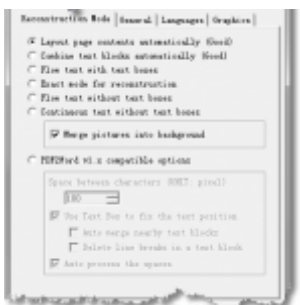 Reconstruction Mode | General | Languages | Graphics
Layout page contents automatically (Good)
Combine text blocks automatically (Good)
Flow text with text boxes
Exact mode for reconstruction
Flow text without text boxes
Continuous text without text boxes
Merge pictures into background
PDF2Word v1.x compatible options
Space between characters (UNIT: pixel)
100
Use Text Box to fix the text position
Auto merge nearby text blocks
Delete line breaks in a text block
Auto process the spaces